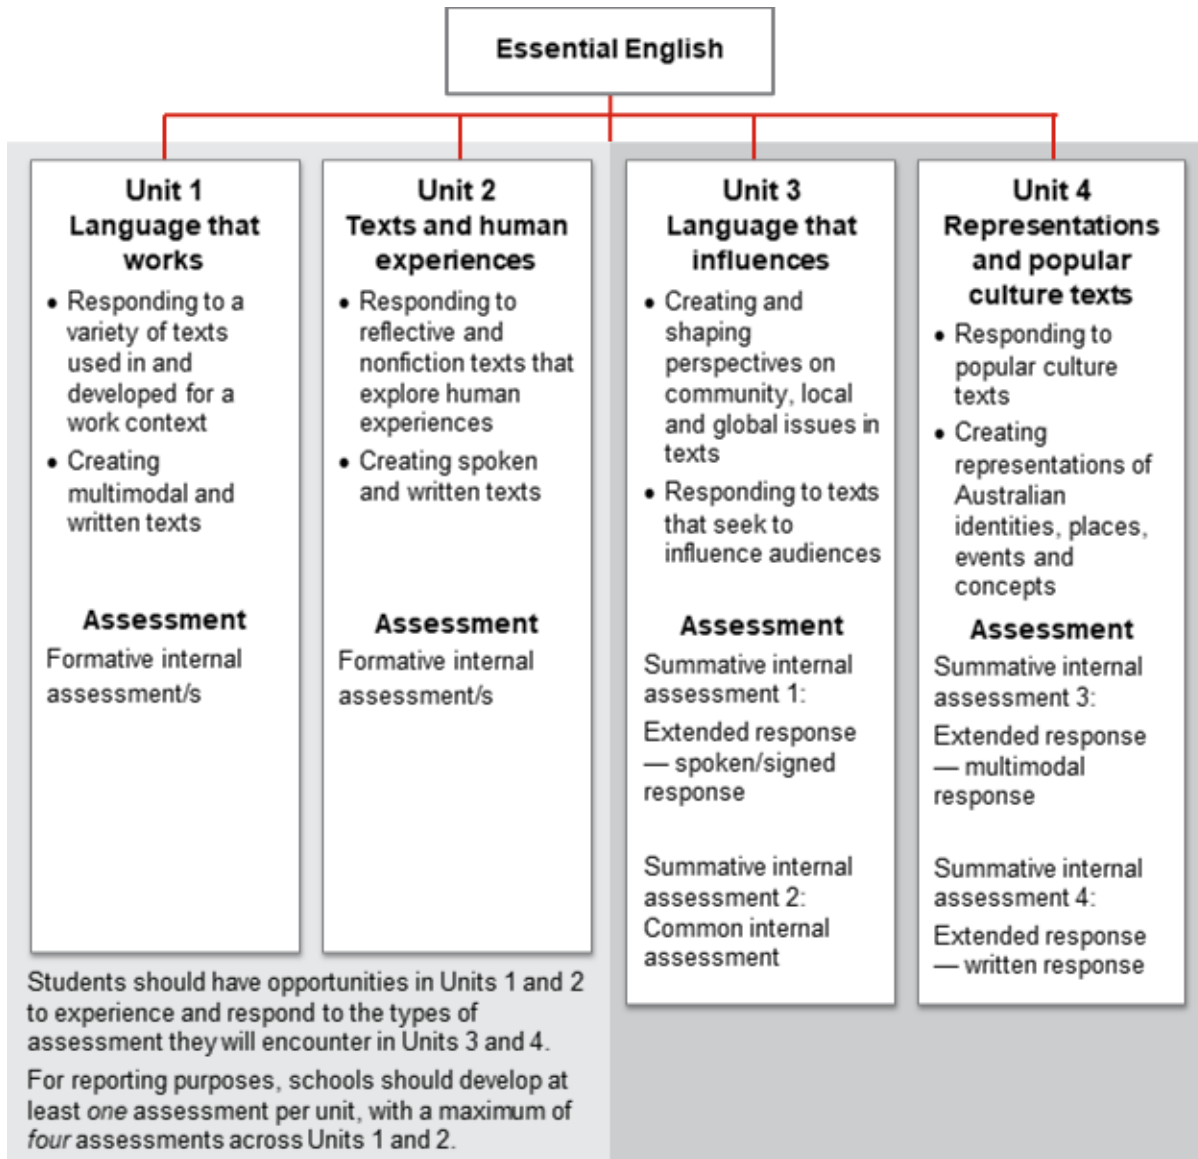 Essential English
Unit 1
Language that
works
• Responding to a
variety of texts
used in and
developed for a
work context
• Creating
multimodal and
written texts
Assessment
Formative internal
assessment/s
Unit 2
Texts and human
experiences
• Responding to
reflective and
nonfiction texts that
explore human
experiences
• Creating spoken
and written texts
Assessment
Formative internal
assessment/s
Students should have opportunities in Units 1 and 2
to experience and respond to the types of
assessment they will encounter in Units 3 and 4.
For reporting purposes, schools should develop at
least one assessment per unit, with a maximum of
four assessments across Units 1 and 2.
Unit 3
Language that
influences
• Creating and
shaping
perspectives on
community, local
and global issues in
texts
• Responding to texts
that seek to
influence audiences
Assessment
Summative internal
assessment 1:
Extended response
— spoken/signed
response
Summative internal
assessment 2:
Common internal
assessment
Unit 4
Representations
and popular
culture texts
• Responding to
popular culture
texts
• Creating
representations of
Australian
identities, places,
events and
concepts
Assessment
Summative internal
assessment 3:
Extended response
— multimodal
response
Summative internal
assessment 4:
Extended response
— written response